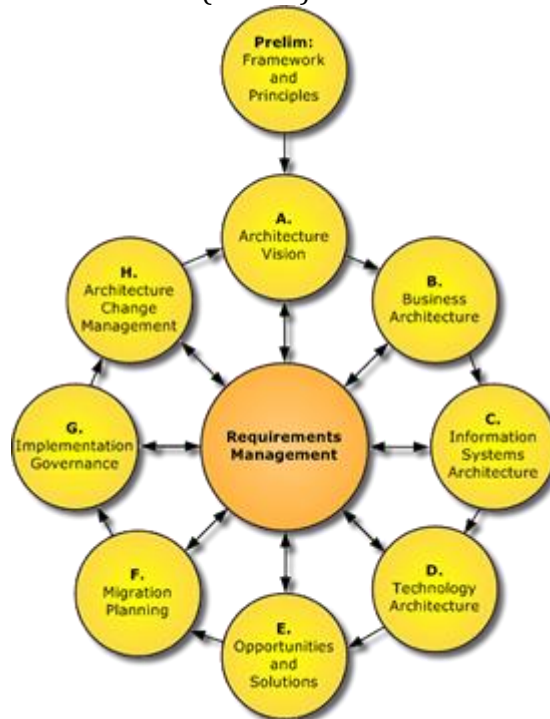 Prelim:
Framework
and
Principles
A.
Architecture
Vision
B.
Business
Architecture
C.
Information
Systems
Architecture
D.
Technology
Architecture
E.
Opportunities
and
Solutions
F.
Migration
Planning
G.
Implementation
Governance
H.
Architecture
Change
Management
Requirements
Management